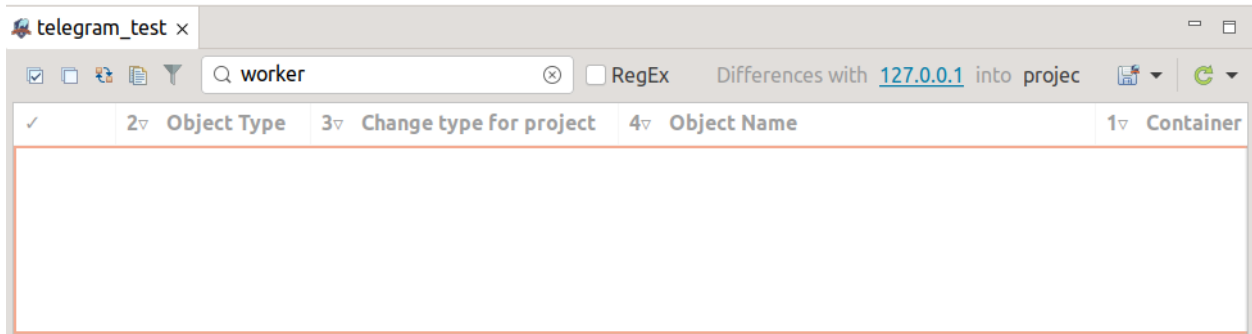 telegram_test ×
worker RegEx Differences with 127.0.0.1 into projec
✓ 2▽ Object Type 3▽ Change type for project 4▽ Object Name 1▽ Container